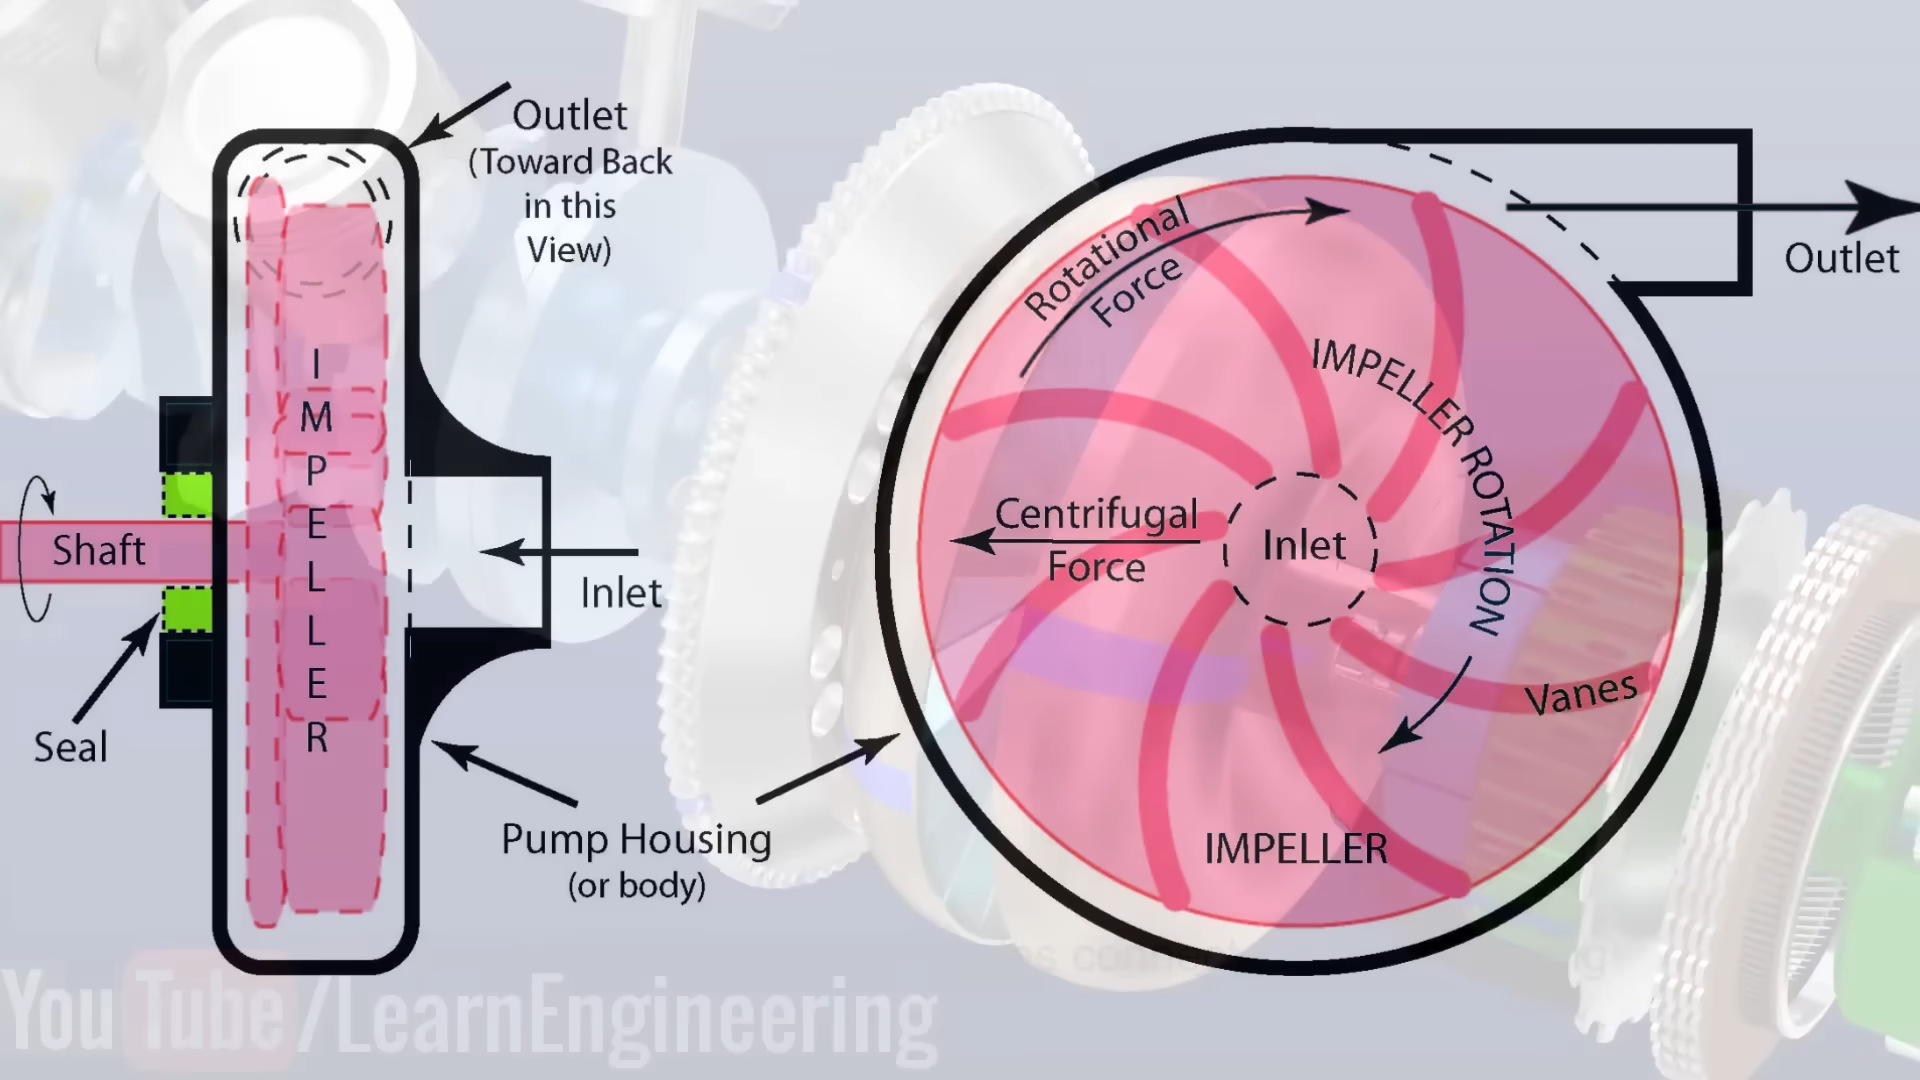 Outlet
(Toward Back
in this
View)
IMPELLER
Shaft
Inlet
Seal
Pump Housing
(or body)
Rotational
Force
IMPELLER ROTATION
Centrifugal
Force
Inlet
Vanes
IMPELLER
Outlet
YouTube/LearnEngineering